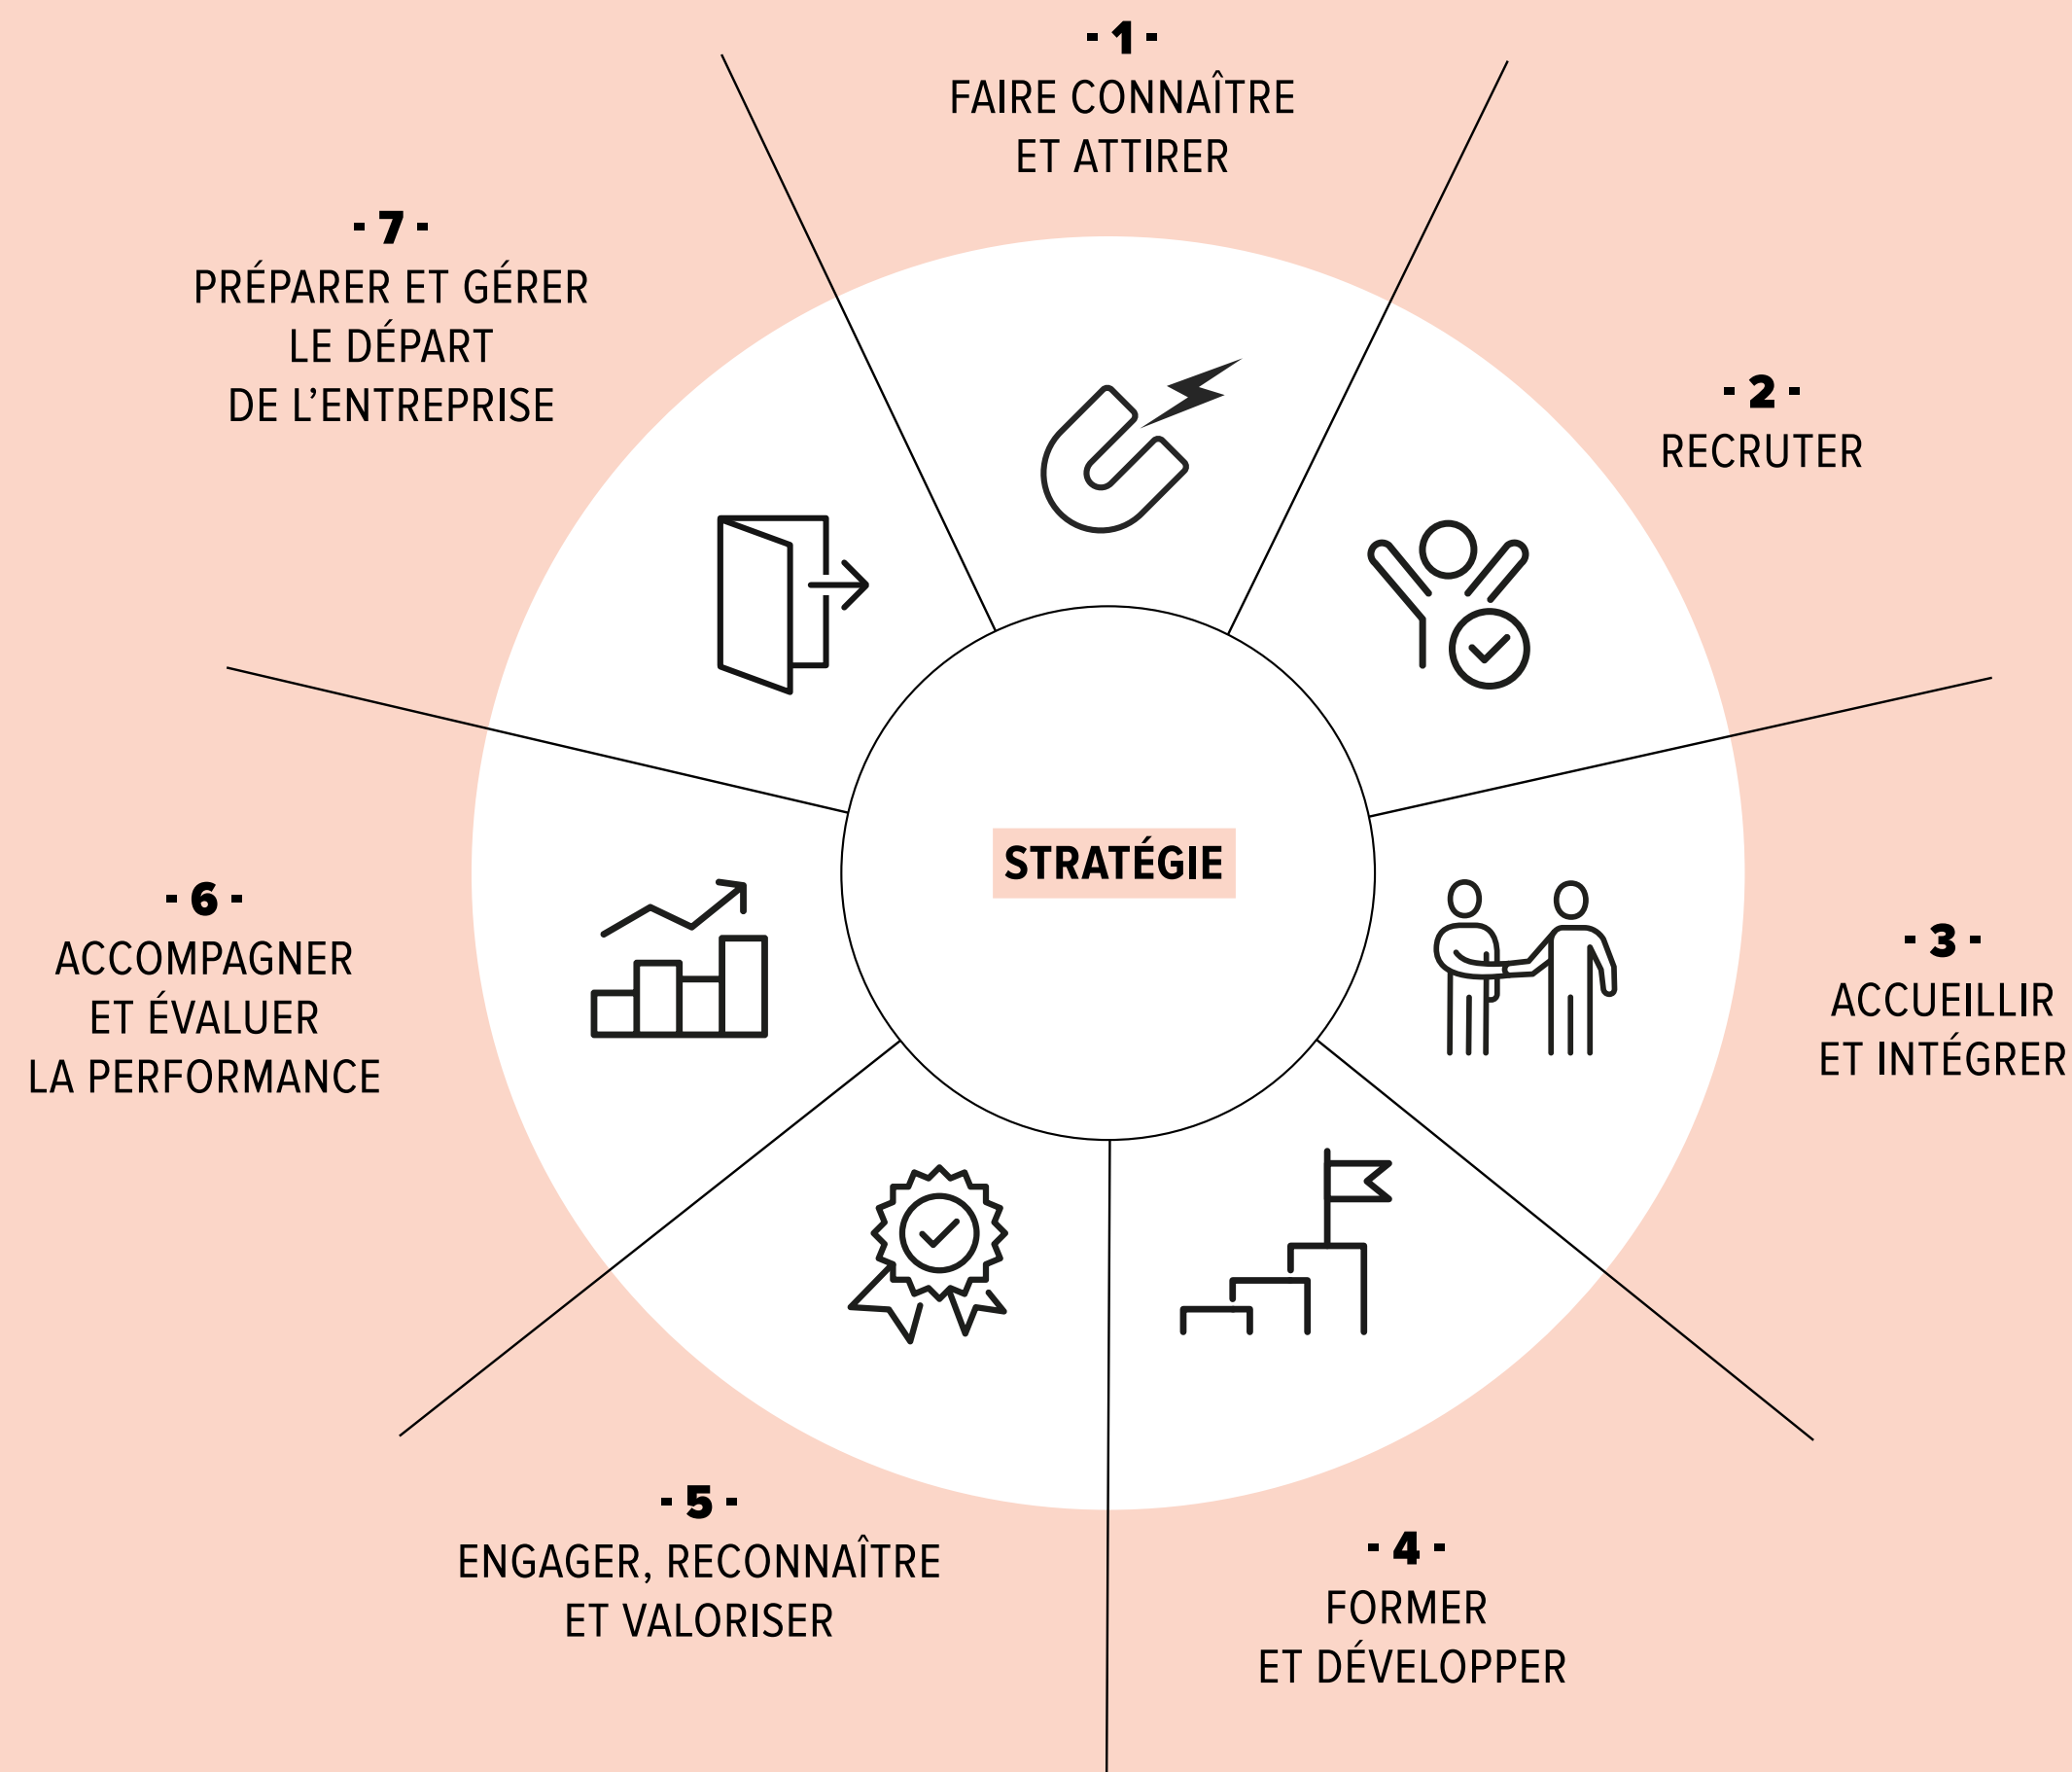 - 1 -
FAIRE CONNAÎTRE
ET ATTIRER
- 2 -
RECRUTER
- 3 -
ACCUEILLIR
ET INTÉGRER
- 4 -
FORMER
ET DÉVELOPPER
- 5 -
ENGAGER, RECONNAÎTRE
ET VALORISER
- 6 -
ACCOMPAGNER
ET ÉVALUER
LA PERFORMANCE
- 7 -
PRÉPARER ET GÉRER
LE DÉPART
DE L’ENTREPRISE
STRATÉGIE